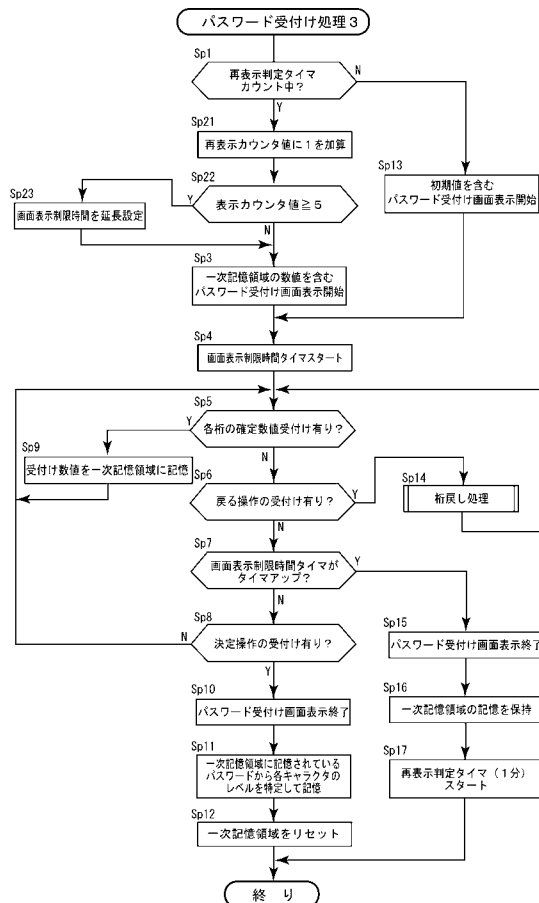 パスワード受付け処理3
Sp1
再表示判定タイマ
カウント中?
N
Y
Sp21
再表示カウンタ値に1を加算
Sp22
表示カウンタ値≧5
Y
N
Sp23
画面表示制限時間を延長設定
Sp13
初期値を含む
パスワード受付け画面表示開始
Sp3
一次記憶領域の数値を含む
パスワード受付け画面表示開始
Sp4
画面表示制限時間タイマスタート
Sp5
各桁の確定数値受付け有り?
Y
N
Sp9
受付け数値を一次記憶領域に記憶
Sp6
戻る操作の受付け有り?
Y
N
Sp14
桁戻し処理
Sp7
画面表示制限時間タイマが
タイマアップ?
Y
N
Sp8
決定操作の受付け有り?
N
Y
Sp15
パスワード受付け画面表示終了
Sp10
パスワード受付け画面表示終了
Sp16
一次記憶領域の記憶を保持
Sp11
一次記憶領域に記憶されている
パスワードから各キャラクタの
レベルを特定して記憶
Sp17
再表示判定タイマ(1分)
スタート
Sp12
一次記憶領域をリセット
終り